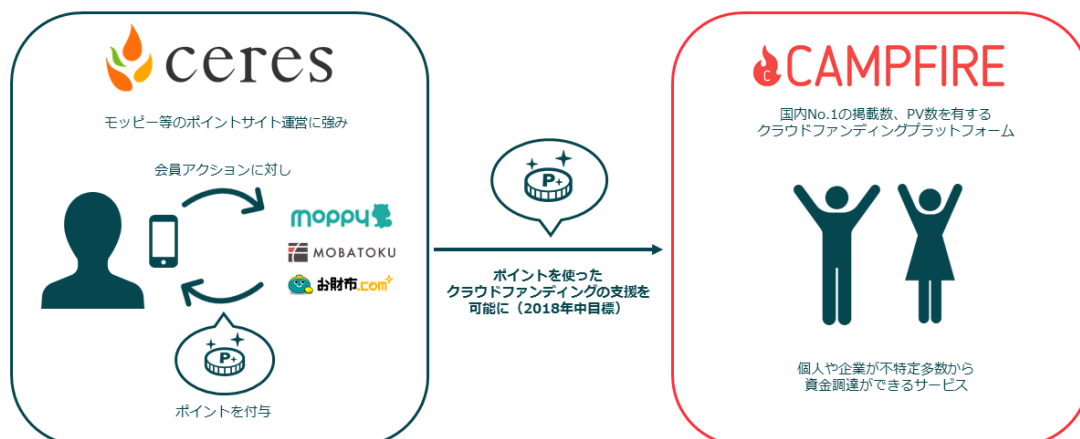 ceres
モッピー等のポイントサイト運営に強み
会員アクションに対し
moppy
MOBATOKU
お財布.com
P+
ポイントを付与
P+
ポイントを使った
クラウドファンディングの支援を
可能に（2018年中目標）
C
CAMPFIRE
国内No.1の掲載数、PV数を有する
クラウドファンディングプラットフォーム
個人や企業が不特定多数から
資金調達ができるサービス